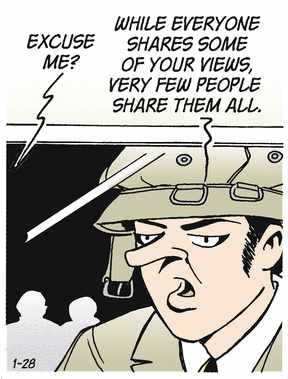 EXCUSE
ME?
WHILE EVERYONE
SHARES SOME
OF YOUR VIEWS,
VERY FEW PEOPLE
SHARE THEM ALL.
1-28